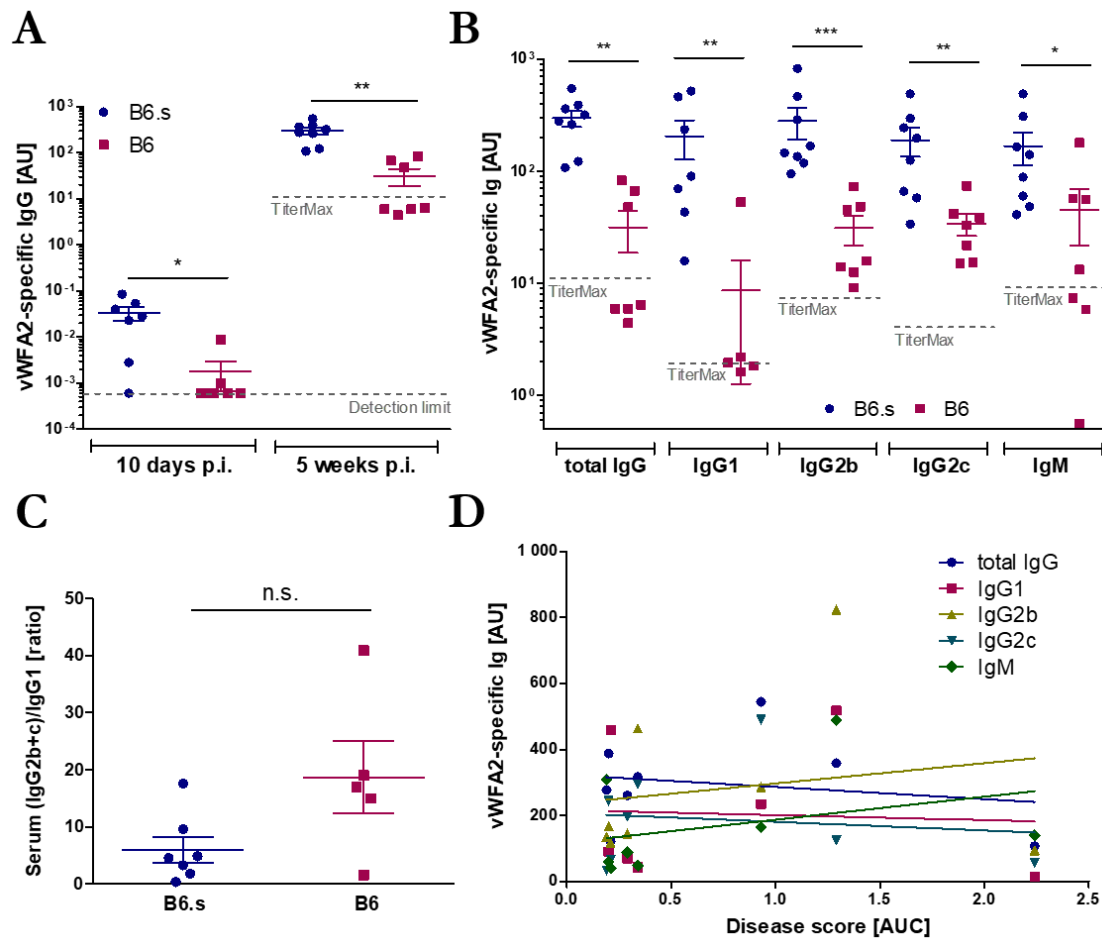 A
vWFA2-specific IgG [AU]
10³
10²
10¹
10⁰
10⁻¹
10⁻²
10⁻³
10⁻⁴
B6.s
B6
*
**
TiterMax
Detection limit
10 days p.i.
5 weeks p.i.
B
vWFA2-specific Ig [AU]
10³
10²
10¹
10⁰
**
**
***
**
*
TiterMax
TiterMax
TiterMax
TiterMax
TiterMax
B6.s
B6
total IgG
IgG1
IgG2b
IgG2c
IgM
C
Serum (IgG2b+c)/IgG1 [ratio]
50
40
30
20
10
0
n.s.
B6.s
B6
D
vWFA2-specific Ig [AU]
1 000
800
600
400
200
0
total IgG
IgG1
IgG2b
IgG2c
IgM
0.0 0.5 1.0 1.5 2.0 2.5
Disease score [AUC]